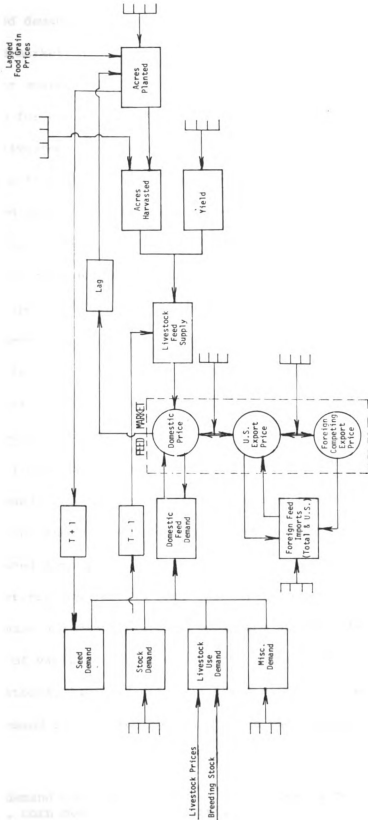 Lagged
Food Grain
Prices
Acres
Planted
Acres
Harvasted
Yield
Lag
Livestock
Feed
Supply
FEED MARKET
Domestic
Price
U.S.
Export
Price
Foreign
Competing
Export
Price
T + 1
T - 1
Domestic
Feed
Demand
Foreign Feed
Imports
(Total & U.S.)
Seed
Demand
Stock
Demand
Livestock
Use
Demand
Misc.
Demand
Livestock Prices
Breeding Stock